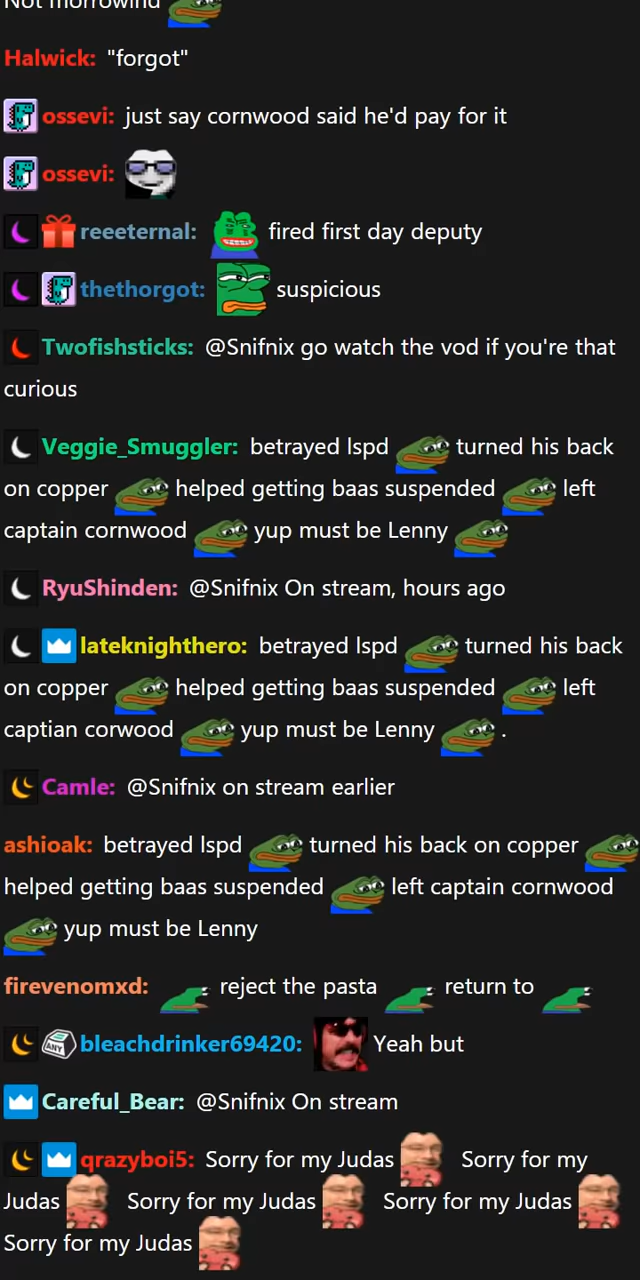 Not morrowind
Halwick: "forgot"
ossevi: just say cornwood said he'd pay for it
ossevi:
reeeternal: fired first day deputy
thethorgot: suspicious
Twofishsticks: @Snifnix go watch the vod if you're that
curious
Veggie_Smuggler: betrayed lspd turned his back
on copper helped getting baas suspended left
captain cornwood yup must be Lenny
RyuShinden: @Snifnix On stream, hours ago
lateknighthero: betrayed lspd turned his back
on copper helped getting baas suspended left
captian corwood yup must be Lenny .
Camle: @Snifnix on stream earlier
ashioak: betrayed lspd turned his back on copper
helped getting baas suspended left captain cornwood
yup must be Lenny
firevenomxd: reject the pasta return to
ANY bleachdrinker69420: Yeah but
Careful_Bear: @Snifnix On stream
qrazyboi5: Sorry for my Judas Sorry for my
Judas Sorry for my Judas Sorry for my Judas
Sorry for my Judas